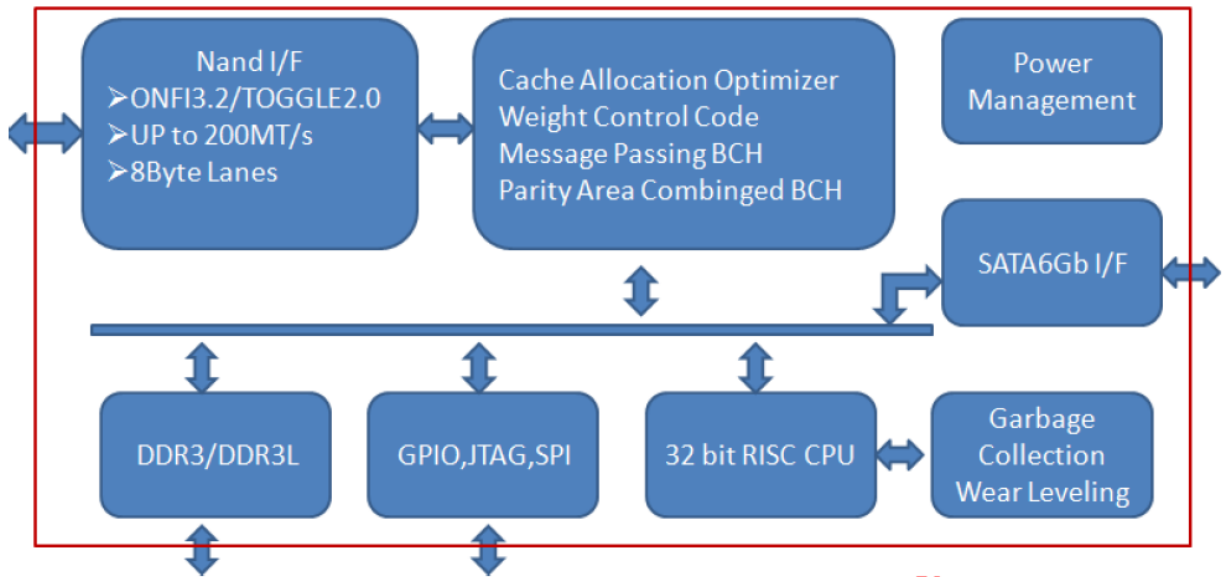 Nand I/F
➢ONFI3.2/TOGGLE2.0
➢UP to 200MT/s
➢8Byte Lanes
Cache Allocation Optimizer
Weight Control Code
Message Passing BCH
Parity Area Combinged BCH
Power
Management
SATA6Gb I/F
DDR3/DDR3L
GPIO,JTAG,SPI
32 bit RISC CPU
Garbage
Collection
Wear Leveling